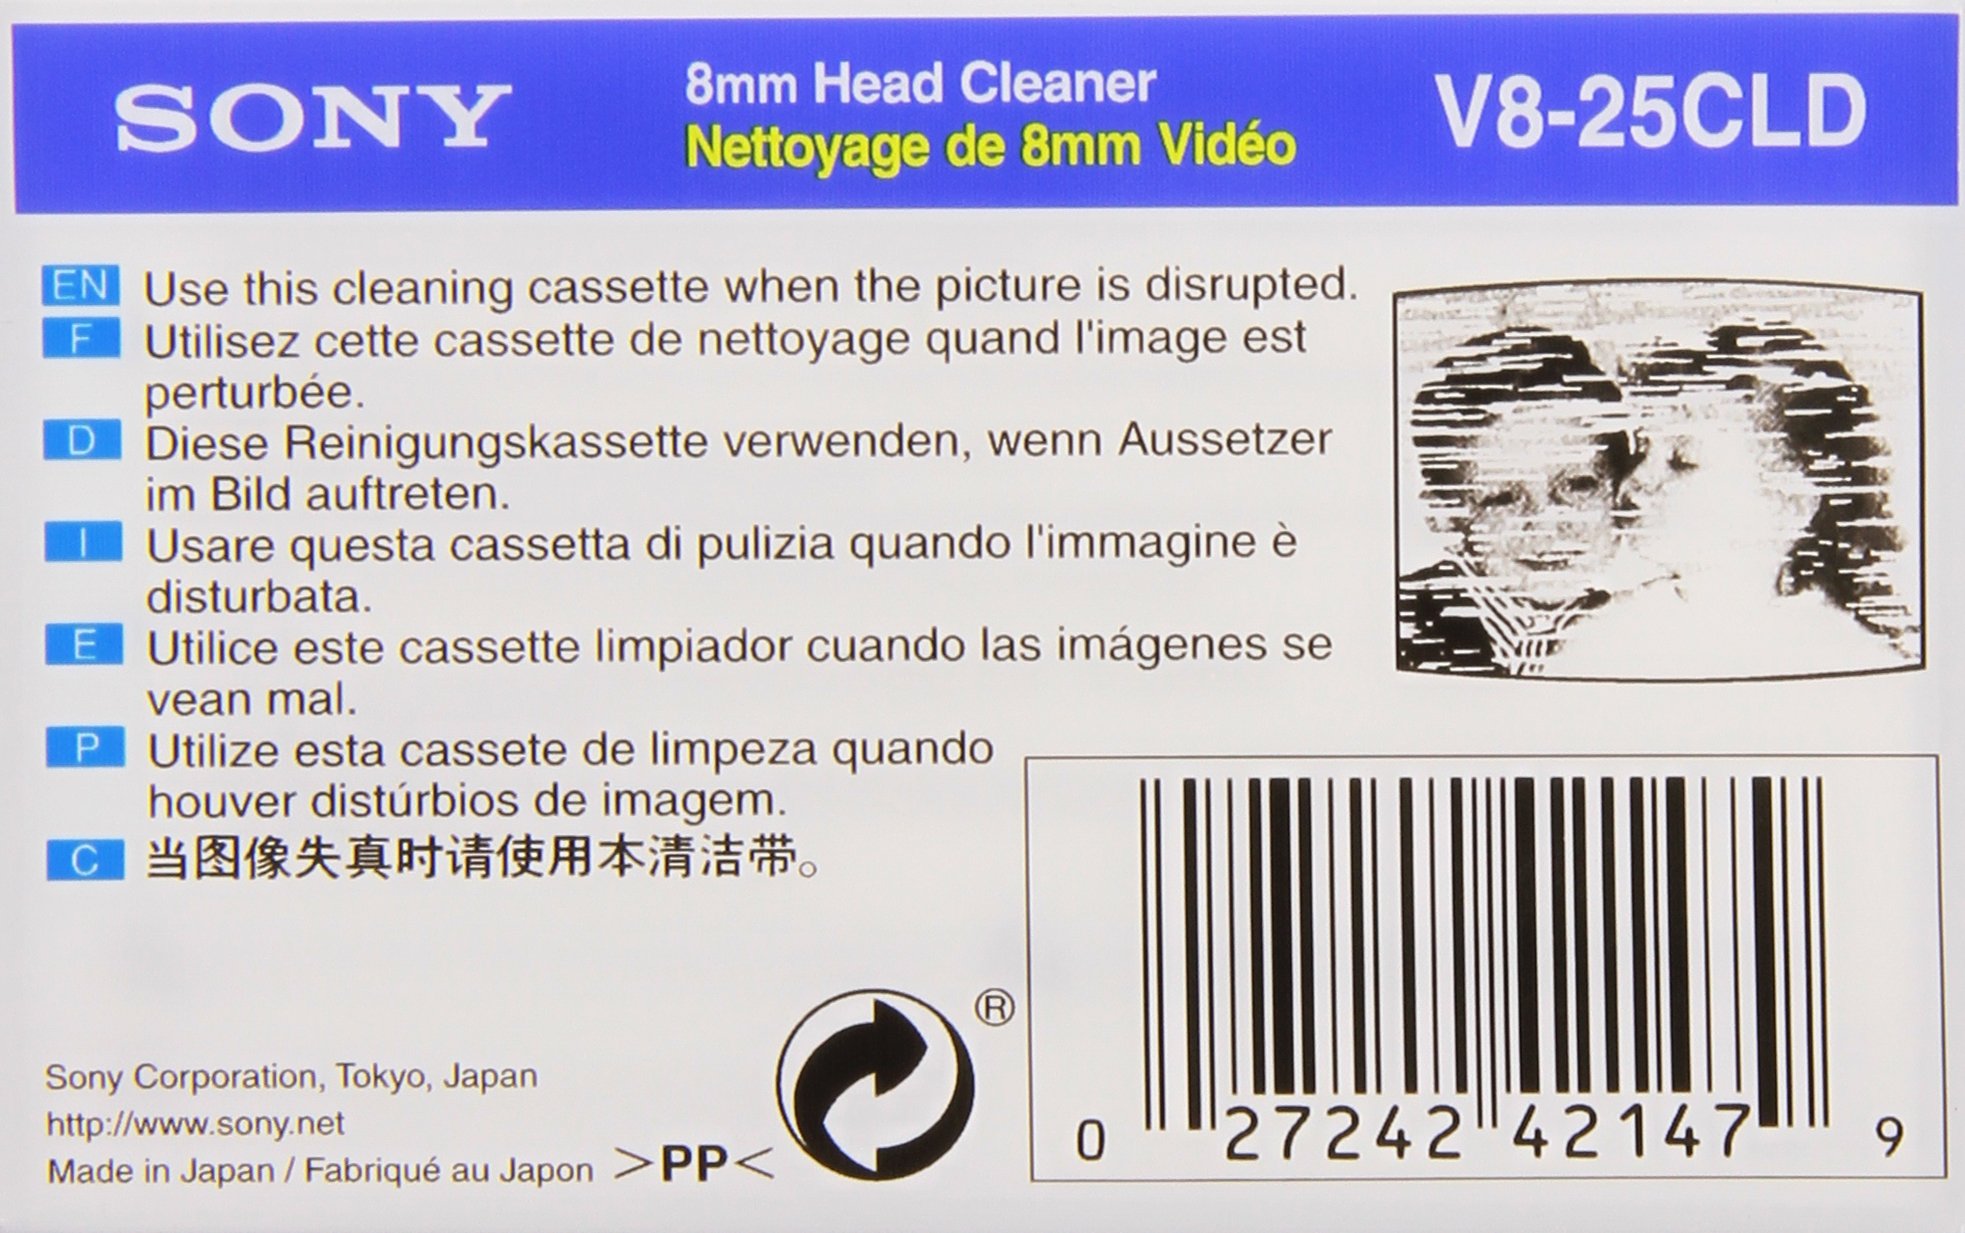 SONY
8mm Head Cleaner
Nettoyage de 8mm Vidéo
V8-25CLD
EN Use this cleaning cassette when the picture is disrupted.
F Utilisez cette cassette de nettoyage quand l'image est
perturbée.
D Diese Reinigungskassette verwenden, wenn Aussetzer
im Bild auftreten.
I Usare questa cassetta di pulizia quando l'immagine è
disturbata.
E Utilice este cassette limpiador cuando las imágenes se
vean mal.
P Utilize esta cassete de limpeza quando
houver distúrbios de imagem.
C 当图像失真时请使用本清洁带。
Sony Corporation, Tokyo, Japan
http://www.sony.net
Made in Japan / Fabriqué au Japon
>PP<
®
0 27242 42147 9